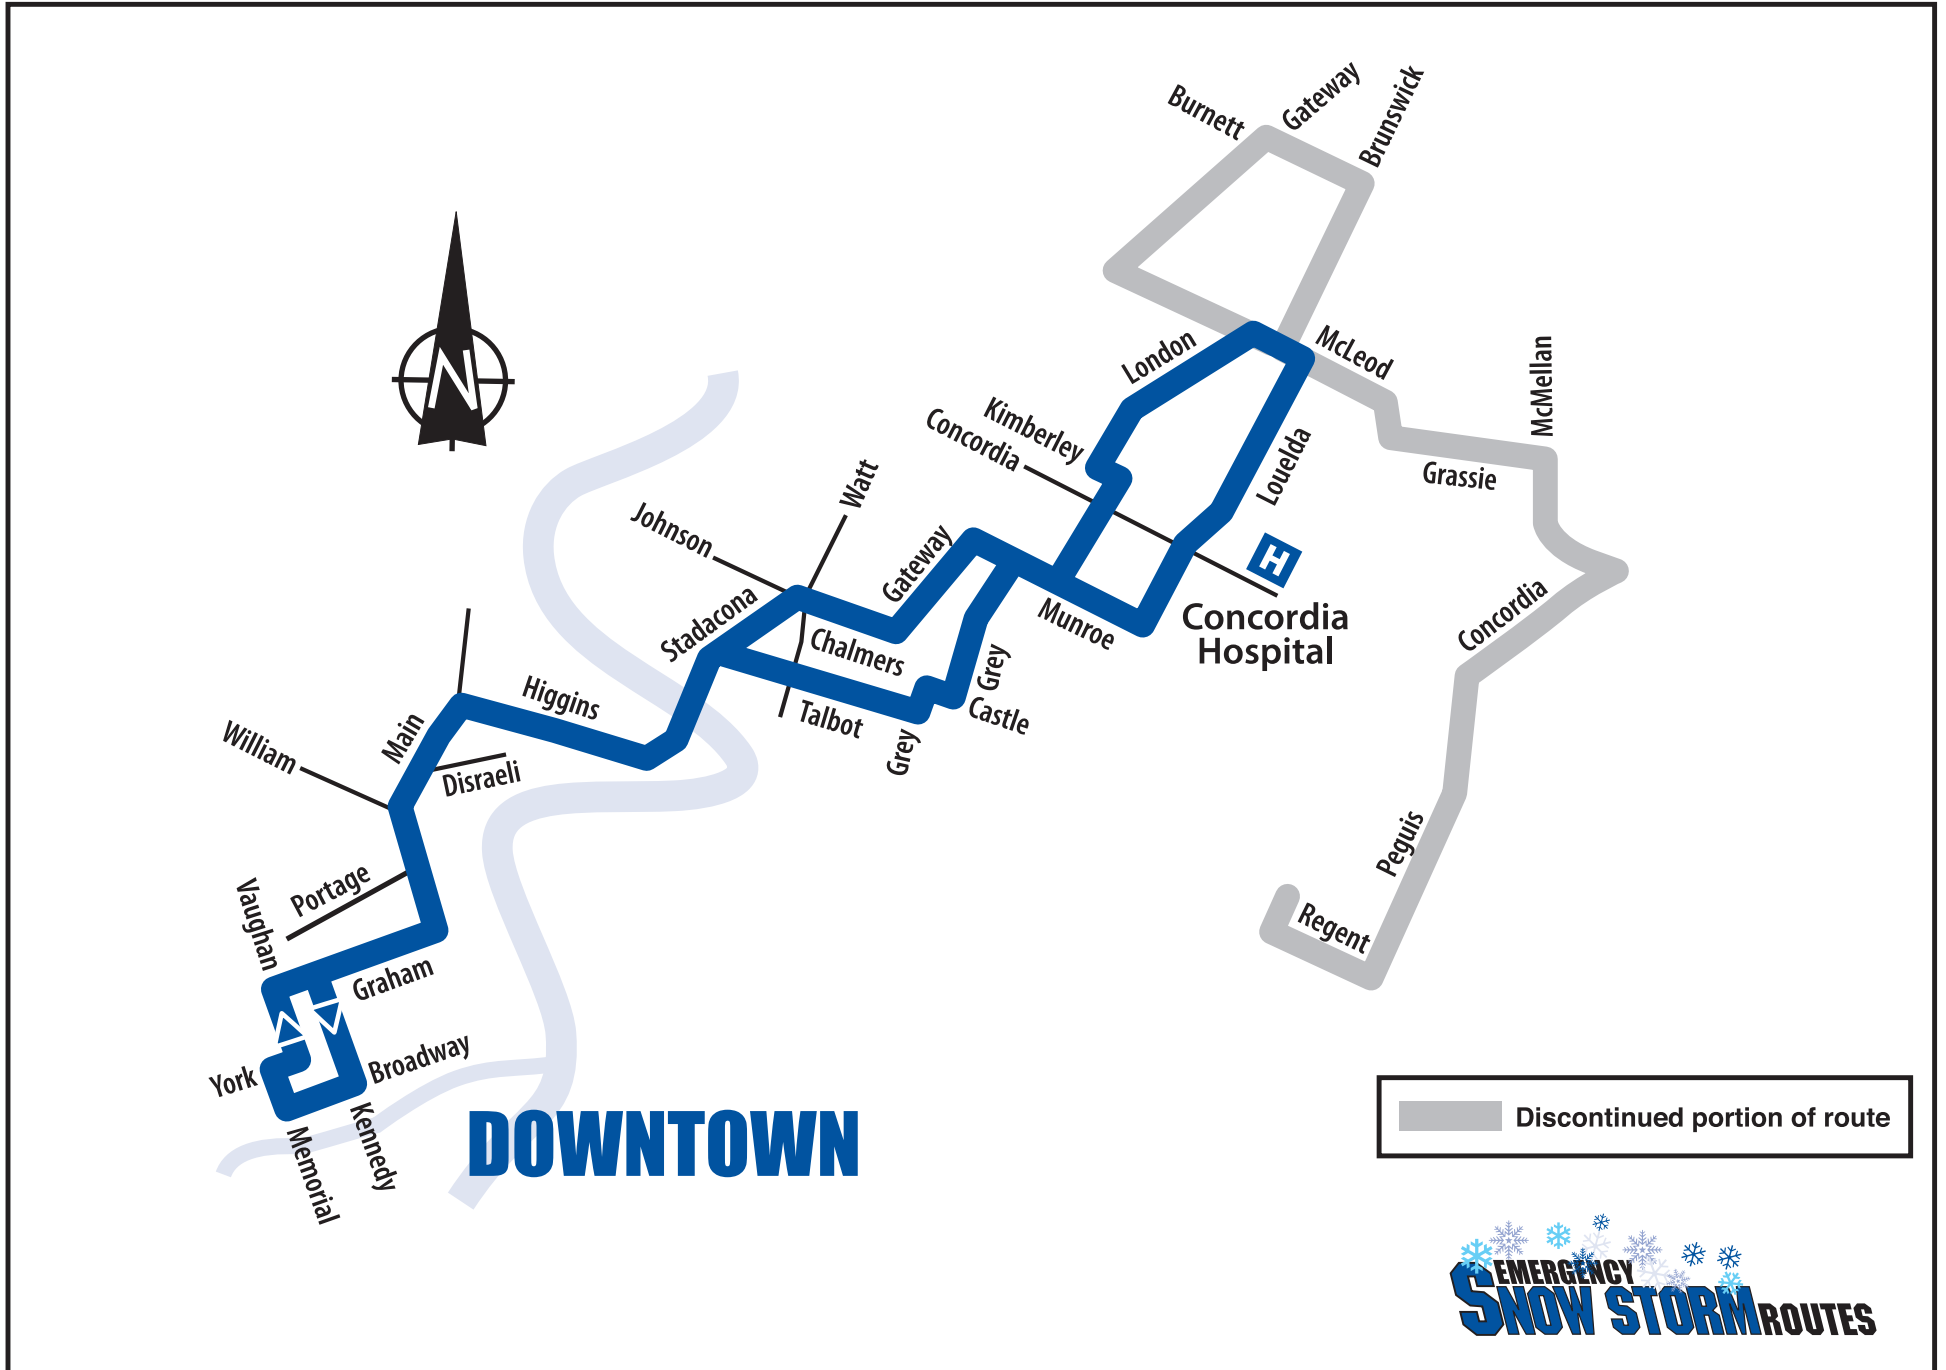 Burnett
Gateway
Brunswick
London
McLeod
McMellan
Kimberley
Concordia
Louelda
Grassie
Watt
Johnson
Gateway
H
Concordia
Hospital
Munroe
Concordia
Stadacona
Chalmers
Grey
Castle
Talbot
Grey
Higgins
Main
William
Disraeli
Peguis
Regent
Portage
Vaughan
Graham
York
Broadway
Kennedy
Memorial
N
DOWNTOWN
Discontinued portion of route
EMERGENCY
SNOW STORM ROUTES